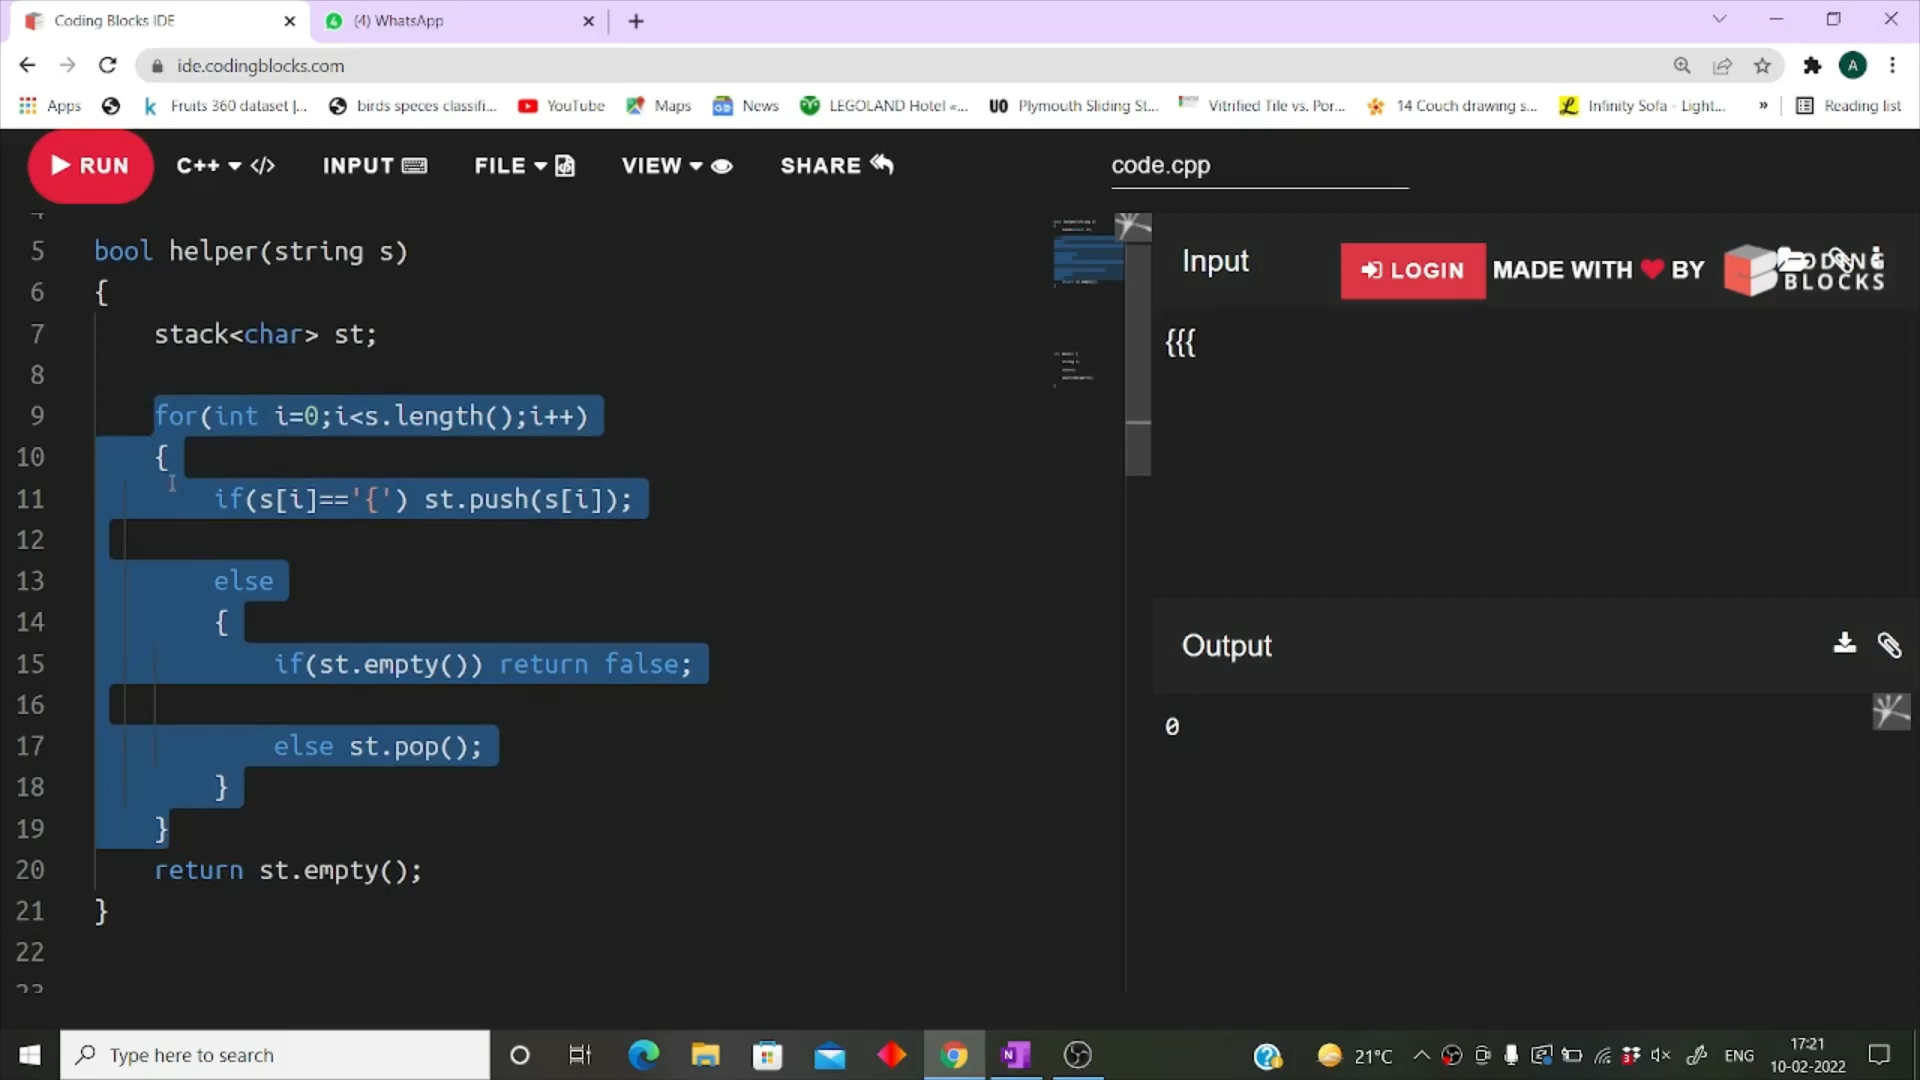 Coding Blocks IDE
(4) WhatsApp
ide.codingblocks.com
A
Apps
Fruits 360 dataset |...
birds speces classifi...
YouTube
Maps
News
LEGOLAND Hotel «...
UO Plymouth Sliding St...
Vitrified Tile vs. Por...
14 Couch drawing s...
Infinity Sofa - Light...
»
Reading list
RUN
C++
INPUT
FILE
VIEW
SHARE
code.cpp
5 bool helper(string s)
6 {
7 stack<char> st;
8
9 for(int i=0;i<s.length();i++)
10 {
11 if(s[i]=='{') st.push(s[i]);
12
13 else
14 {
15 if(st.empty()) return false;
16
17 else st.pop();
18 }
19 }
20 return st.empty();
21 }
22
23
Input
LOGIN
MADE WITH ❤ BY
CODING
BLOCKS
{{{
Output
0
Type here to search
21°C
ENG
17:21
10-02-2022